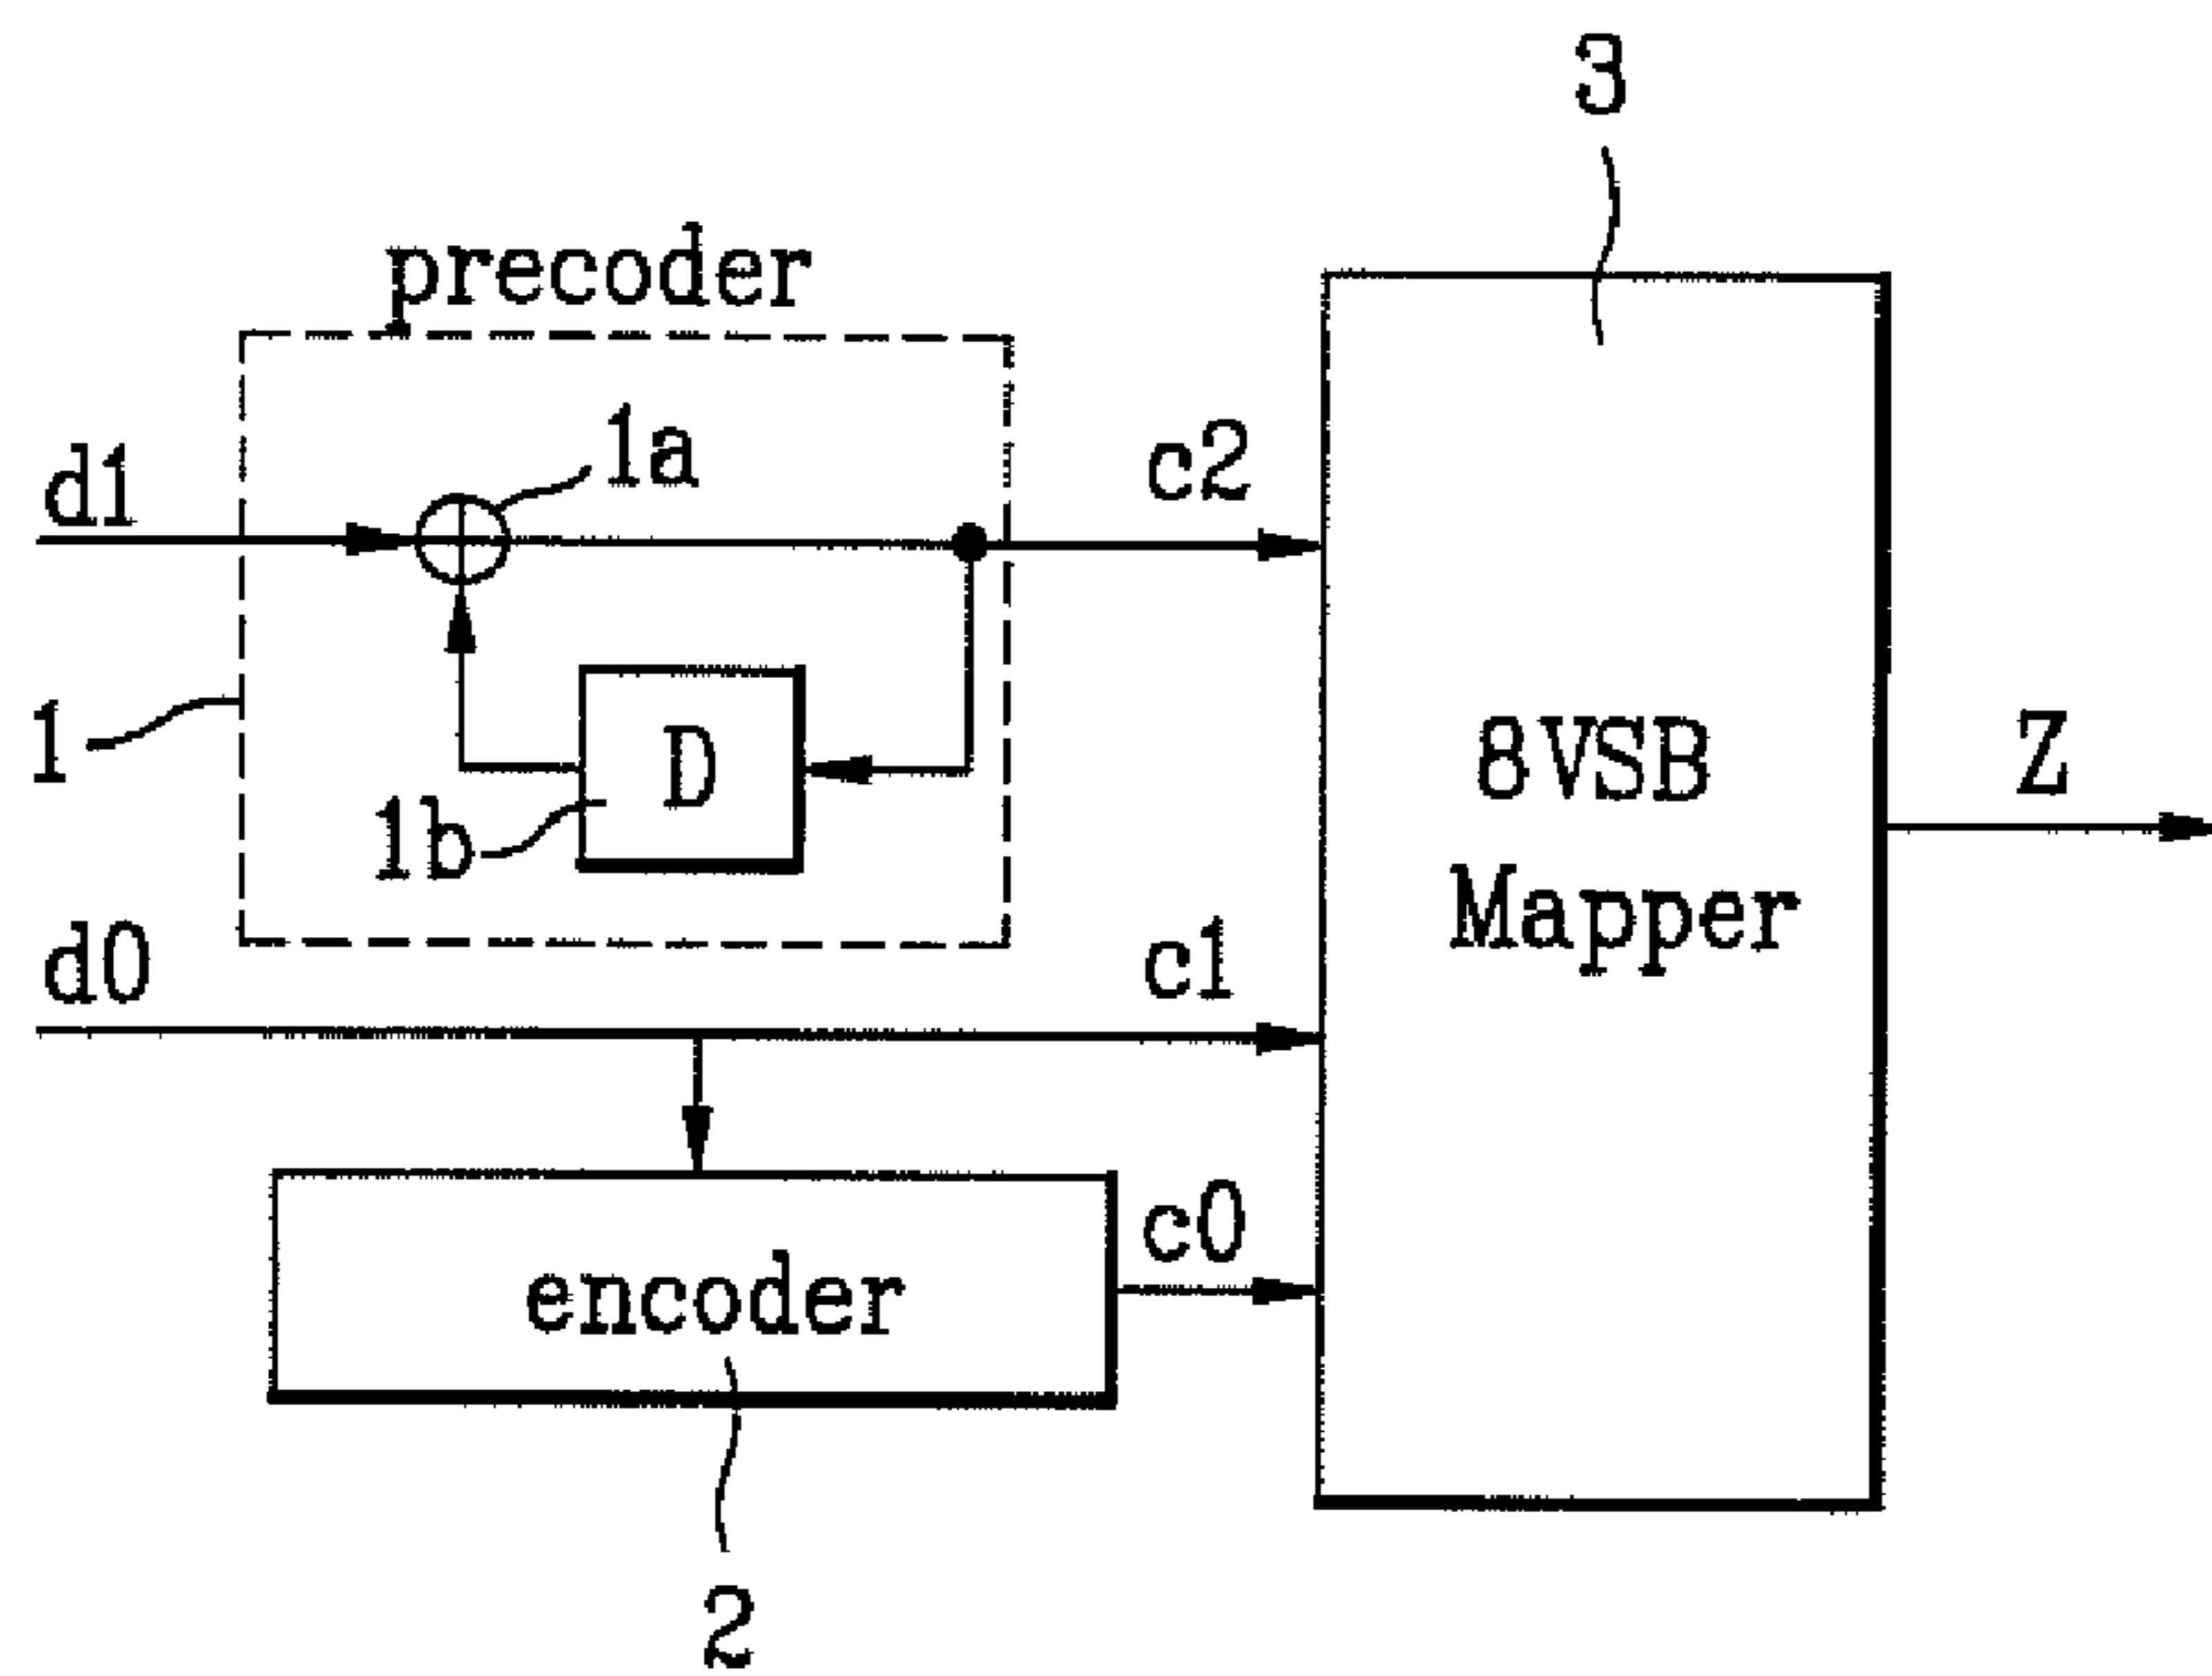 3
precoder
1a
d1
c2
1
D
1b
8VSB
Mapper
Z
d0
c1
c0
encoder
2